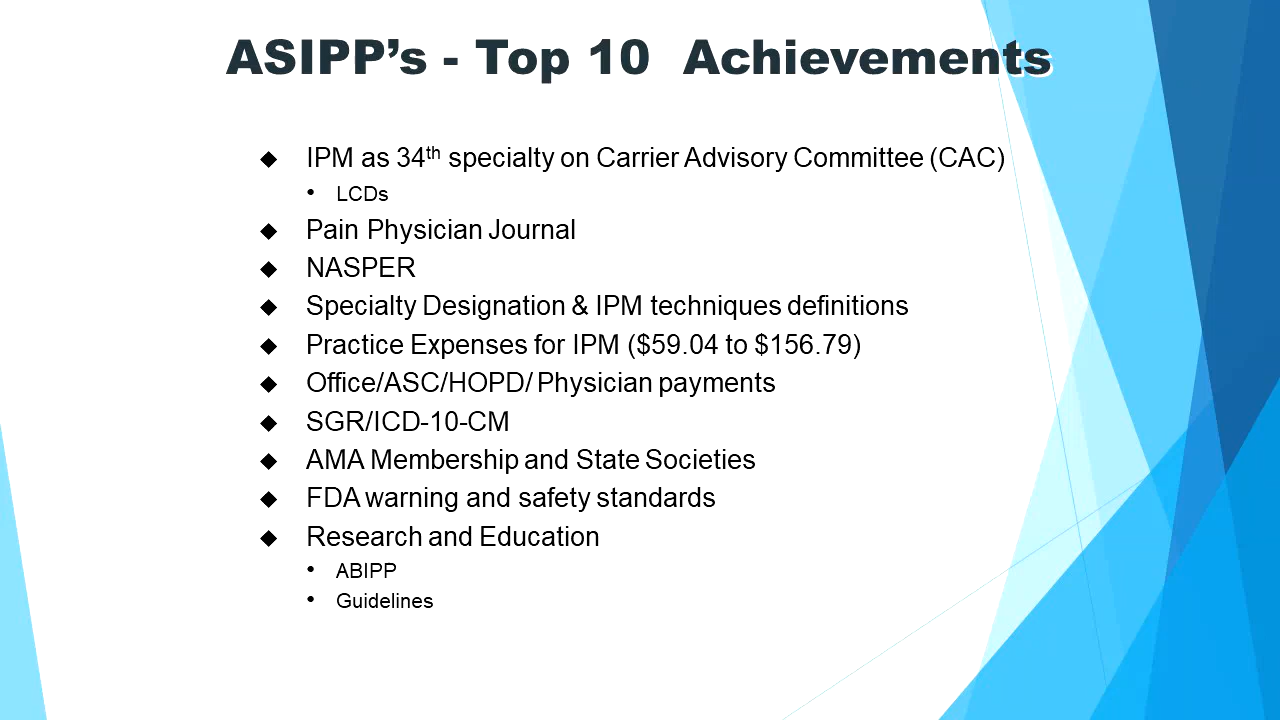 ASIPP’s - Top 10 Achievements
◆ IPM as 34th specialty on Carrier Advisory Committee (CAC)
• LCDs
◆ Pain Physician Journal
◆ NASPER
◆ Specialty Designation & IPM techniques definitions
◆ Practice Expenses for IPM ($59.04 to $156.79)
◆ Office/ASC/HOPD/ Physician payments
◆ SGR/ICD-10-CM
◆ AMA Membership and State Societies
◆ FDA warning and safety standards
◆ Research and Education
• ABIPP
• Guidelines